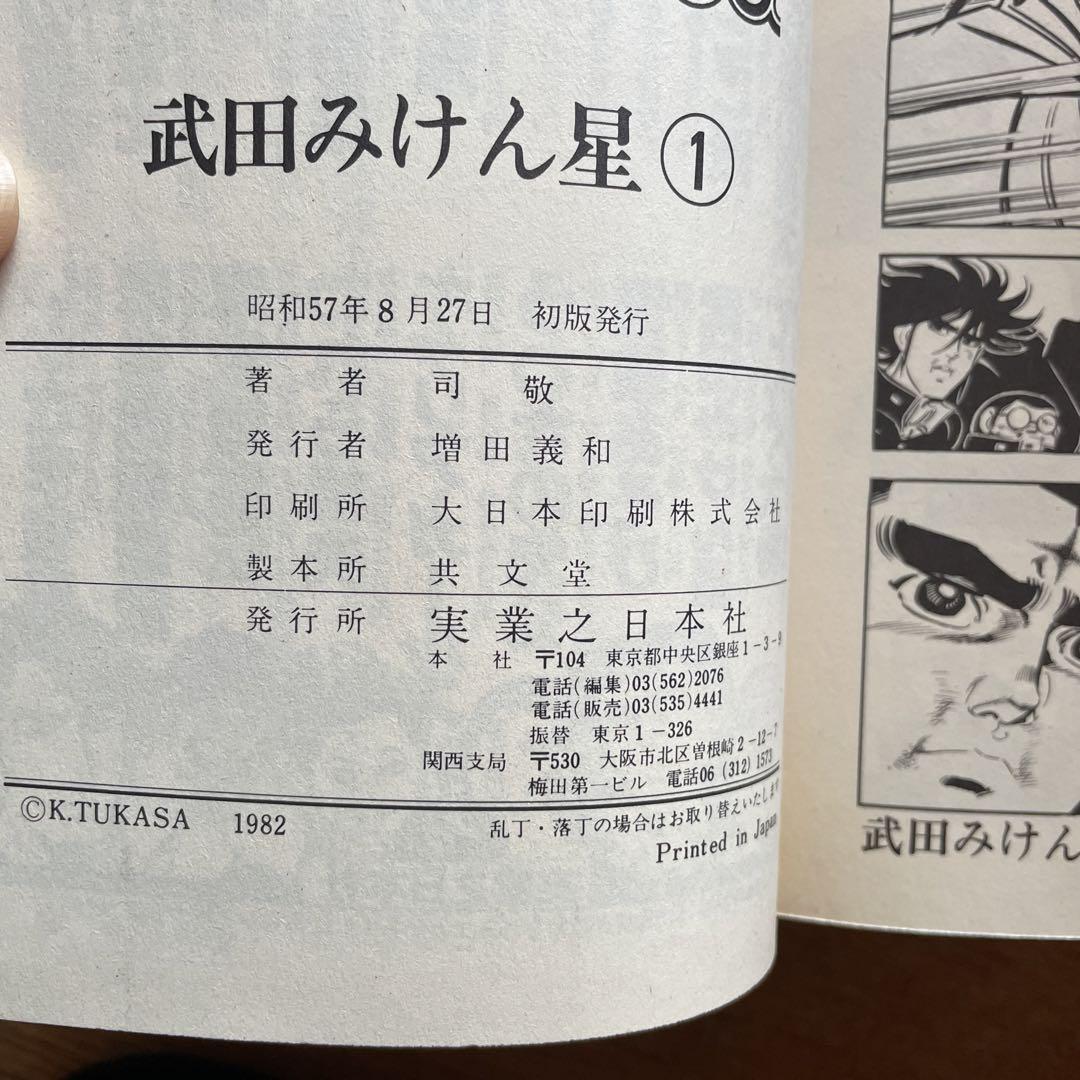 武田みけん星①
昭和57年8月27日 初版発行
著者 司敬
発行者 増田義和
印刷所 大日本印刷株式会社
製本所 共文堂
発行所 実業之日本社
本社 〒104 東京都中央区銀座1-3-9
電話(編集)03(562)2076
電話(販売)03(535)4441
振替 東京1-326
関西支局 〒530 大阪市北区曽根崎2-12-7
梅田第一ビル 電話06(312)1573
©K.TUKASA 1982
乱丁・落丁の場合はお取り替えいたします
Printed in Japan
武田みけん